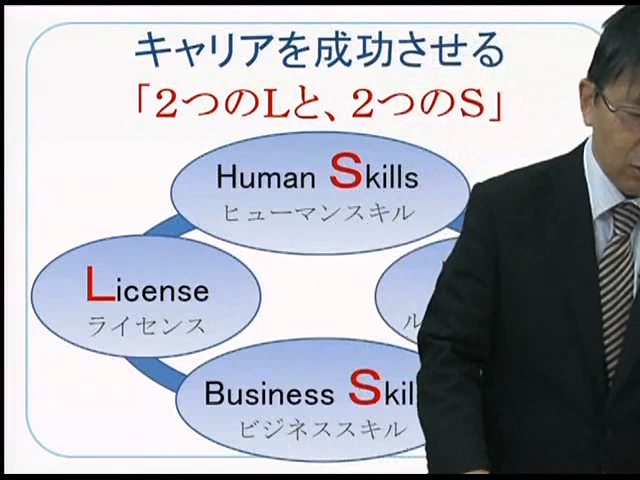 キャリアを成功させる
「2つのLと、2つのS」
Human Skills
ヒューマンスキル
License
ライセンス
ル
Business Skil
ビジネススキル